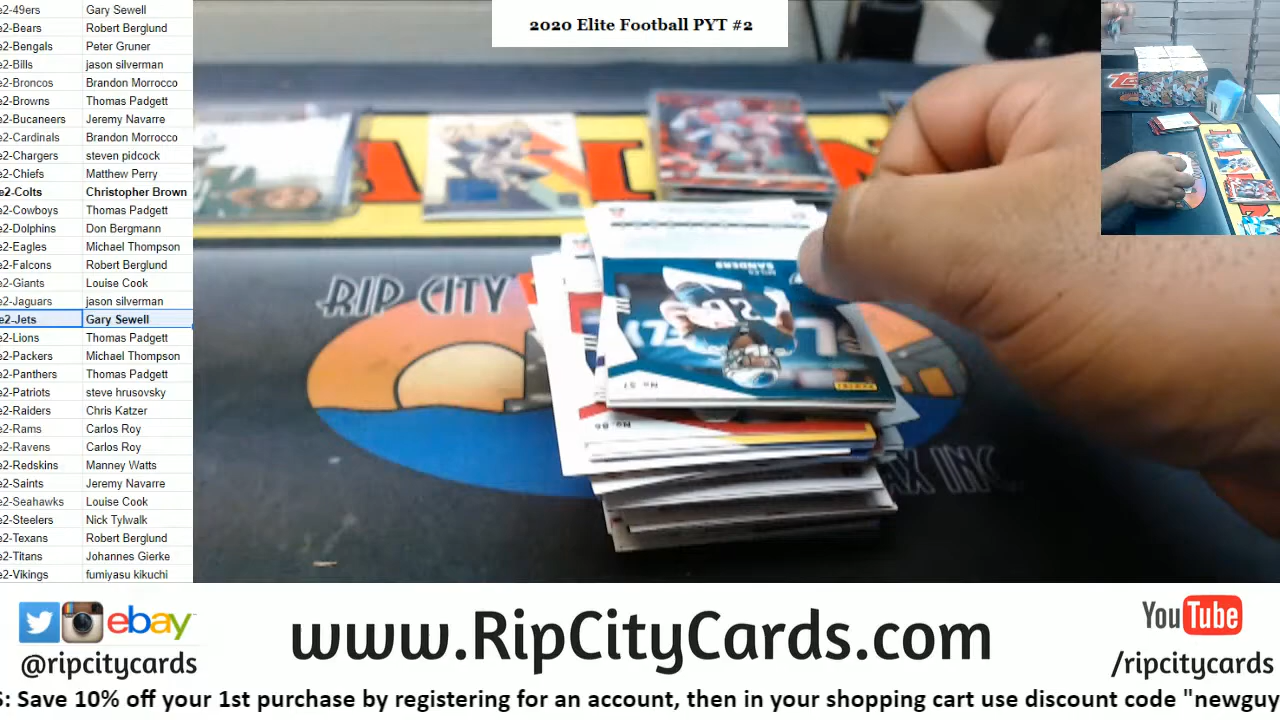 2020 Elite Football PYT #2
e2-49ers Gary Sewell
e2-Bears Robert Berglund
e2-Bengals Peter Gruner
e2-Bills jason silverman
e2-Broncos Brandon Morrocco
e2-Browns Thomas Padgett
e2-Bucaneers Jeremy Navarre
e2-Cardinals Brandon Morrocco
e2-Chargers steven pidcock
e2-Chiefs Matthew Perry
e2-Colts Christopher Brown
e2-Cowboys Thomas Padgett
e2-Dolphins Don Bergmann
e2-Eagles Michael Thompson
e2-Falcons Robert Berglund
e2-Giants Louise Cook
e2-Jaguars jason silverman
e2-Jets Gary Sewell
e2-Lions Thomas Padgett
e2-Packers Michael Thompson
e2-Panthers Thomas Padgett
e2-Patriots steve hrusovsky
e2-Raiders Chris Katzer
e2-Rams Carlos Roy
e2-Ravens Carlos Roy
e2-Redskins Manney Watts
e2-Saints Jeremy Navarre
e2-Seahawks Louise Cook
e2-Steelers Nick Tylwalk
e2-Texans Robert Berglund
e2-Titans Johannes Gierke
e2-Vikings fumiyasu kikuchi
RIP CITY
AX INC.
MILES
SANDERS
No. 51
PANINI
No. 86
ebay
@ripcitycards
www.RipCityCards.com
YouTube
/ripcitycards
S: Save 10% off your 1st purchase by registering for an account, then in your shopping cart use discount code "newguy